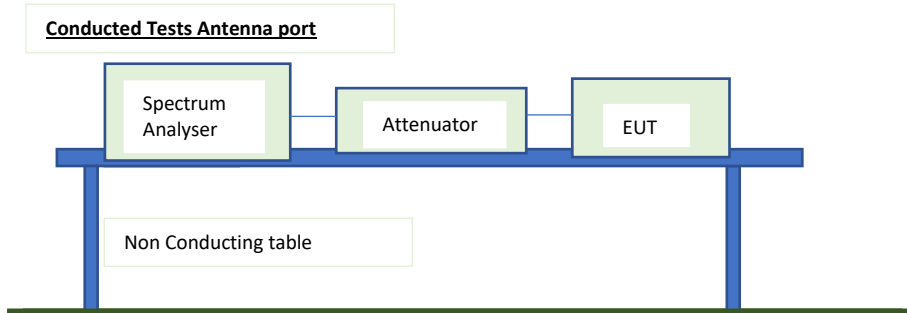 Conducted Tests Antenna port
Spectrum
Analyser
Attenuator
EUT
Non Conducting table